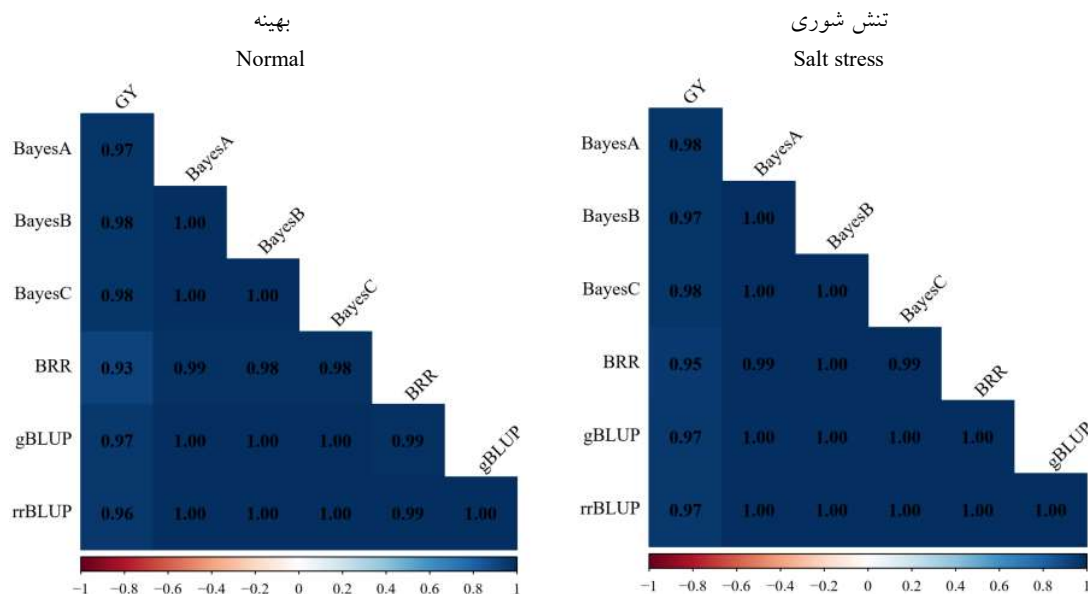 بهینه
Normal
GY
BayesA 0.97 BayesA
BayesB 0.98 1.00 BayesB
BayesC 0.98 1.00 1.00 BayesC
BRR 0.93 0.99 0.98 0.98 BRR
gBLUP 0.97 1.00 1.00 1.00 0.99 gBLUP
rrBLUP 0.96 1.00 1.00 1.00 0.99 1.00
−1 −0.8 −0.6 −0.4 −0.2 0 0.2 0.4 0.6 0.8 1
تنش شوری
Salt stress
GY
BayesA 0.98 BayesA
BayesB 0.97 1.00 BayesB
BayesC 0.98 1.00 1.00 BayesC
BRR 0.95 0.99 1.00 0.99 BRR
gBLUP 0.97 1.00 1.00 1.00 1.00 gBLUP
rrBLUP 0.97 1.00 1.00 1.00 1.00 1.00
−1 −0.8 −0.6 −0.4 −0.2 0 0.2 0.4 0.6 0.8 1